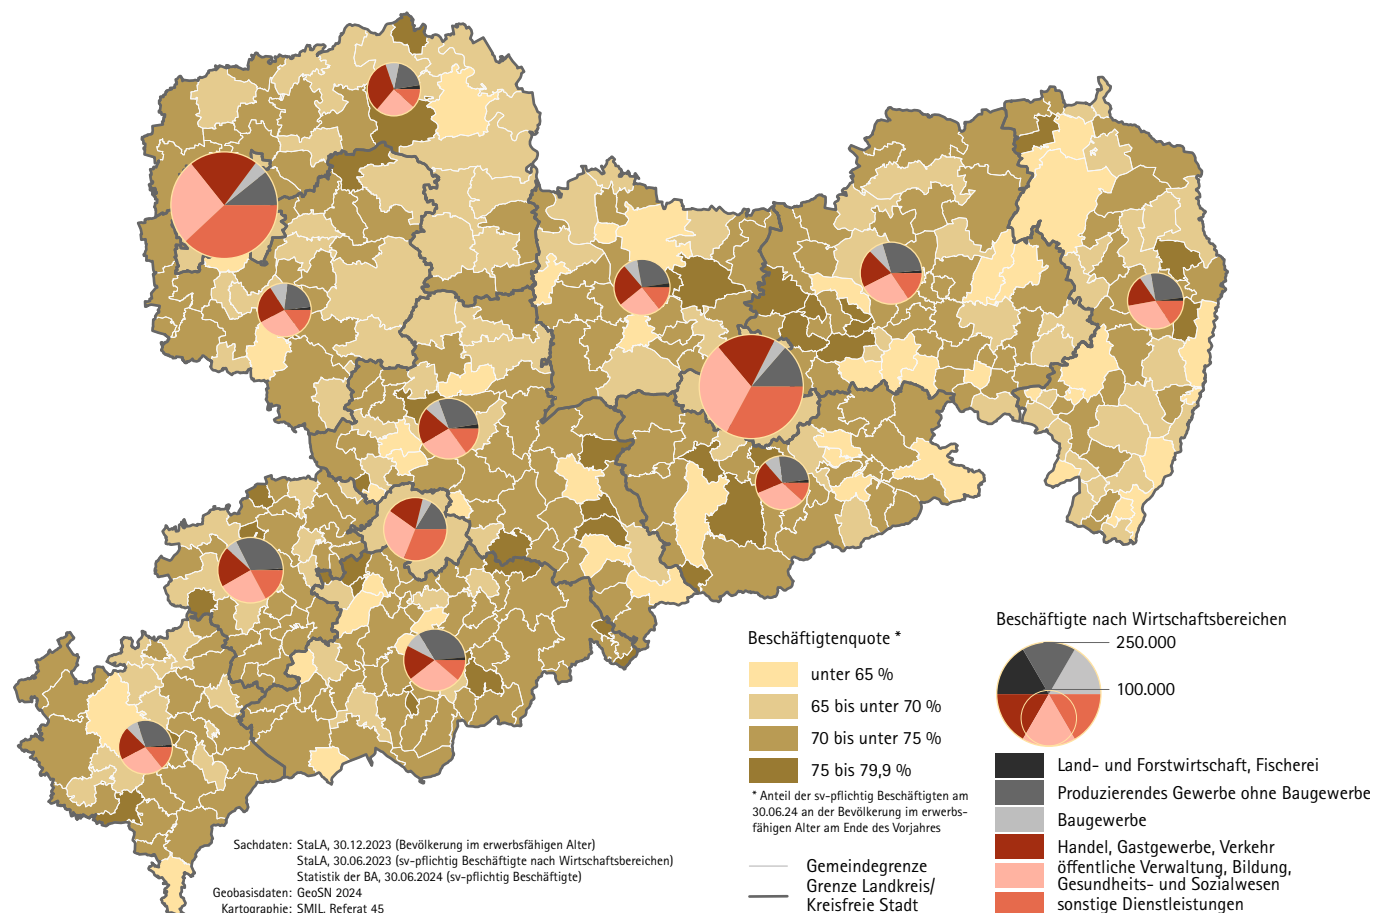 Beschäftigtenquote *
unter 65 %
65 bis unter 70 %
70 bis unter 75 %
75 bis 79,9 %
* Anteil der sv-pflichtig Beschäftigten am
30.06.24 an der Bevölkerung im erwerbs-
fähigen Alter am Ende des Vorjahres
Gemeindegrenze
Grenze Landkreis/
Kreisfreie Stadt
Beschäftigte nach Wirtschaftsbereichen
250.000
100.000
Land- und Forstwirtschaft, Fischerei
Produzierendes Gewerbe ohne Baugewerbe
Baugewerbe
Handel, Gastgewerbe, Verkehr
öffentliche Verwaltung, Bildung,
Gesundheits- und Sozialwesen
sonstige Dienstleistungen
Sachdaten: StaLA, 30.12.2023 (Bevölkerung im erwerbsfähigen Alter)
StaLA, 30.06.2023 (sv-pflichtig Beschäftigte nach Wirtschaftsbereichen)
Statistik der BA, 30.06.2024 (sv-pflichtig Beschäftigte)
Geobasisdaten: GeoSN 2024
Kartographie: SMIL, Referat 45